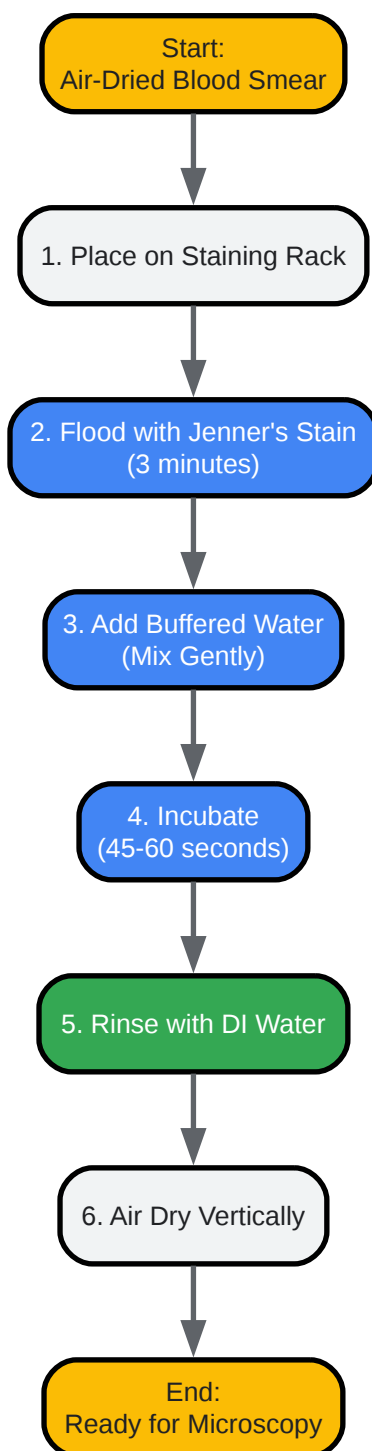 Start:
Air-Dried Blood Smear
1. Place on Staining Rack
2. Flood with Jenner's Stain
(3 minutes)
3. Add Buffered Water
(Mix Gently)
4. Incubate
(45-60 seconds)
5. Rinse with DI Water
6. Air Dry Vertically
End:
Ready for Microscopy